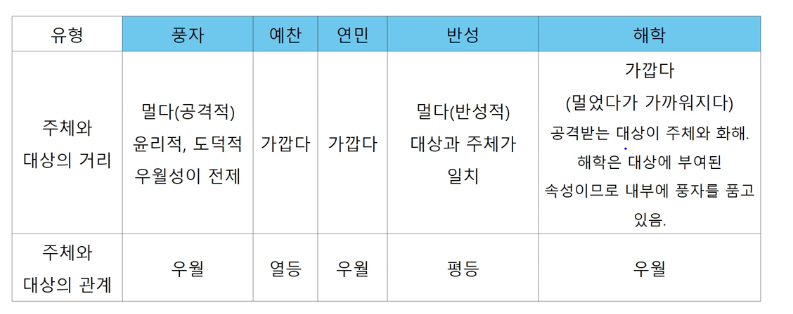 유형 풍자 예찬 연민 반성 해학
주체와
대상의 거리
멀다(공격적)
윤리적, 도덕적
우월성이 전제
가깝다
가깝다
멀다(반성적)
대상과 주체가
일치
가깝다
(멀었다가 가까워지다)
공격받는 대상이 주체와 화해.
해학은 대상에 부여된
속성이므로 내부에 풍자를 품고
있음.
주체와
대상의 관계
우월
열등
우월
평등
우월